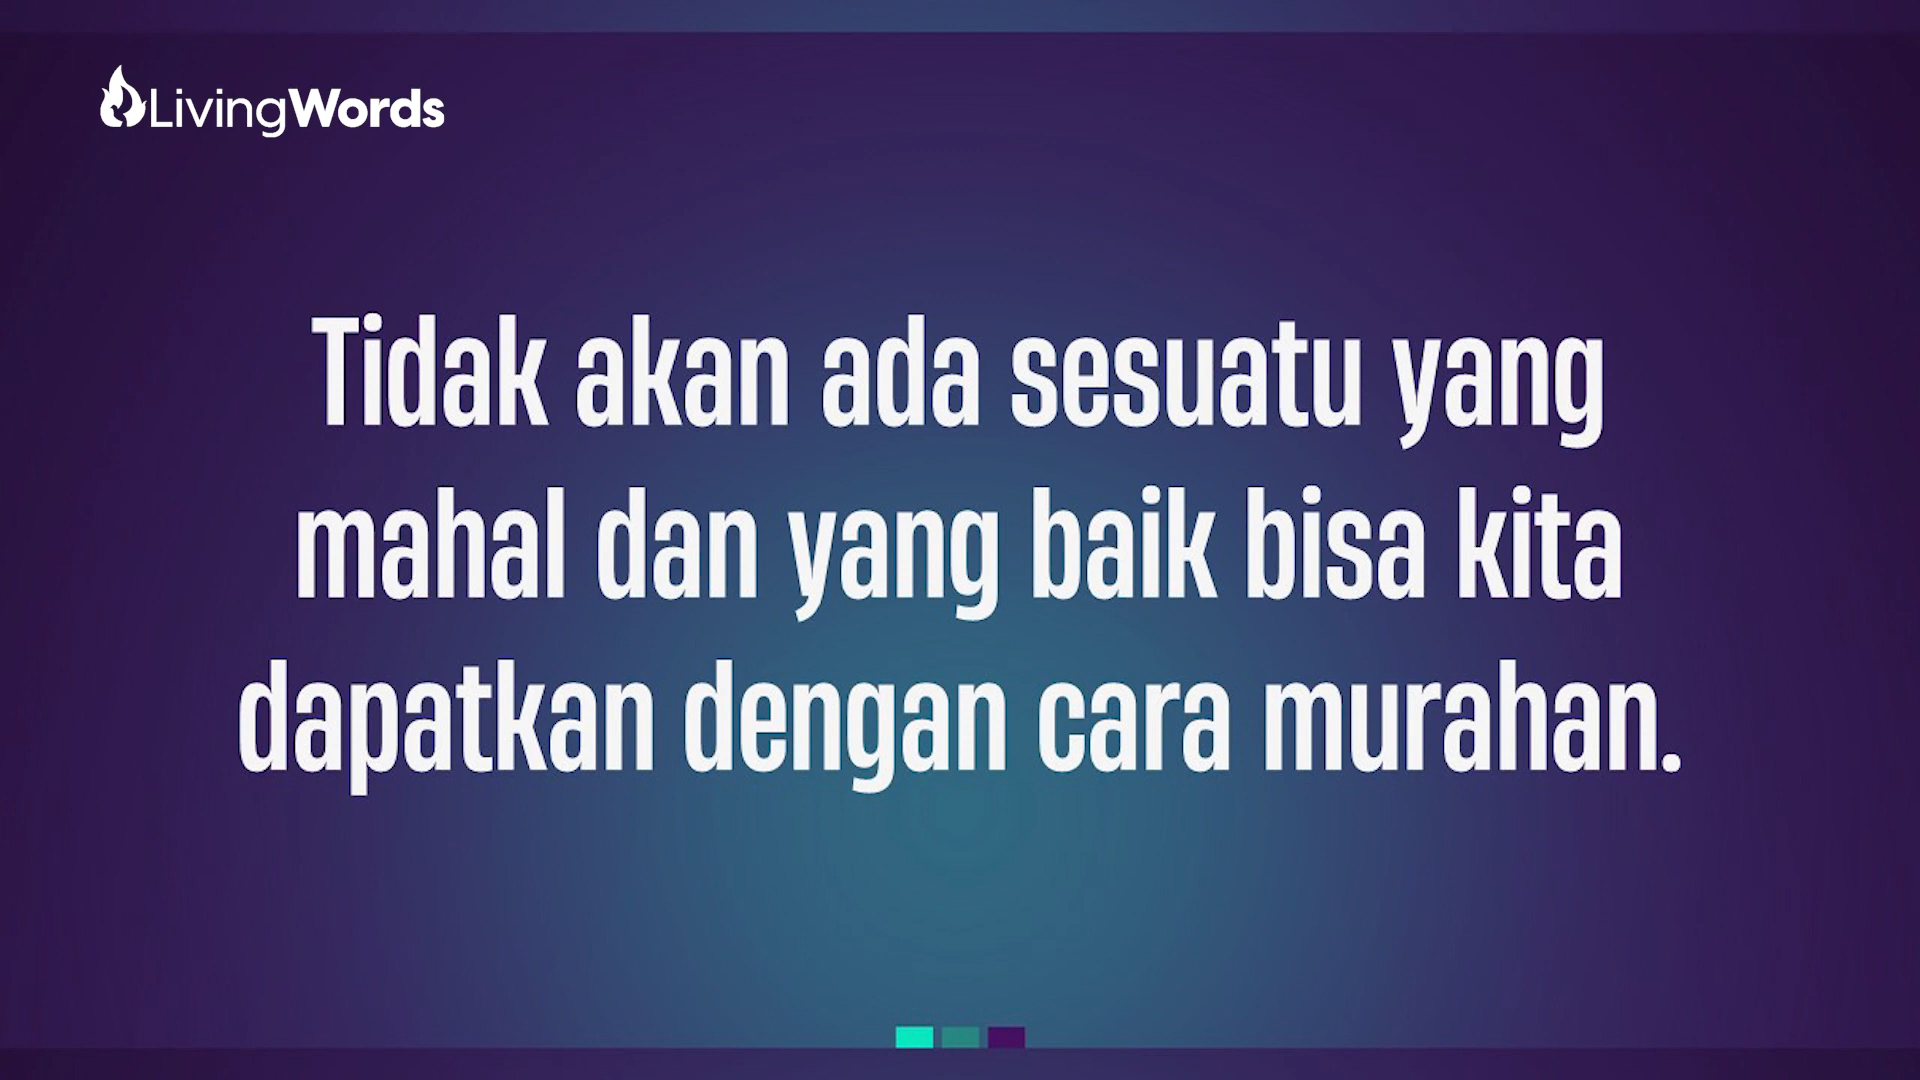 LivingWords
Tidak akan ada sesuatu yang
mahal dan yang baik bisa kita
dapatkan dengan cara murahan.